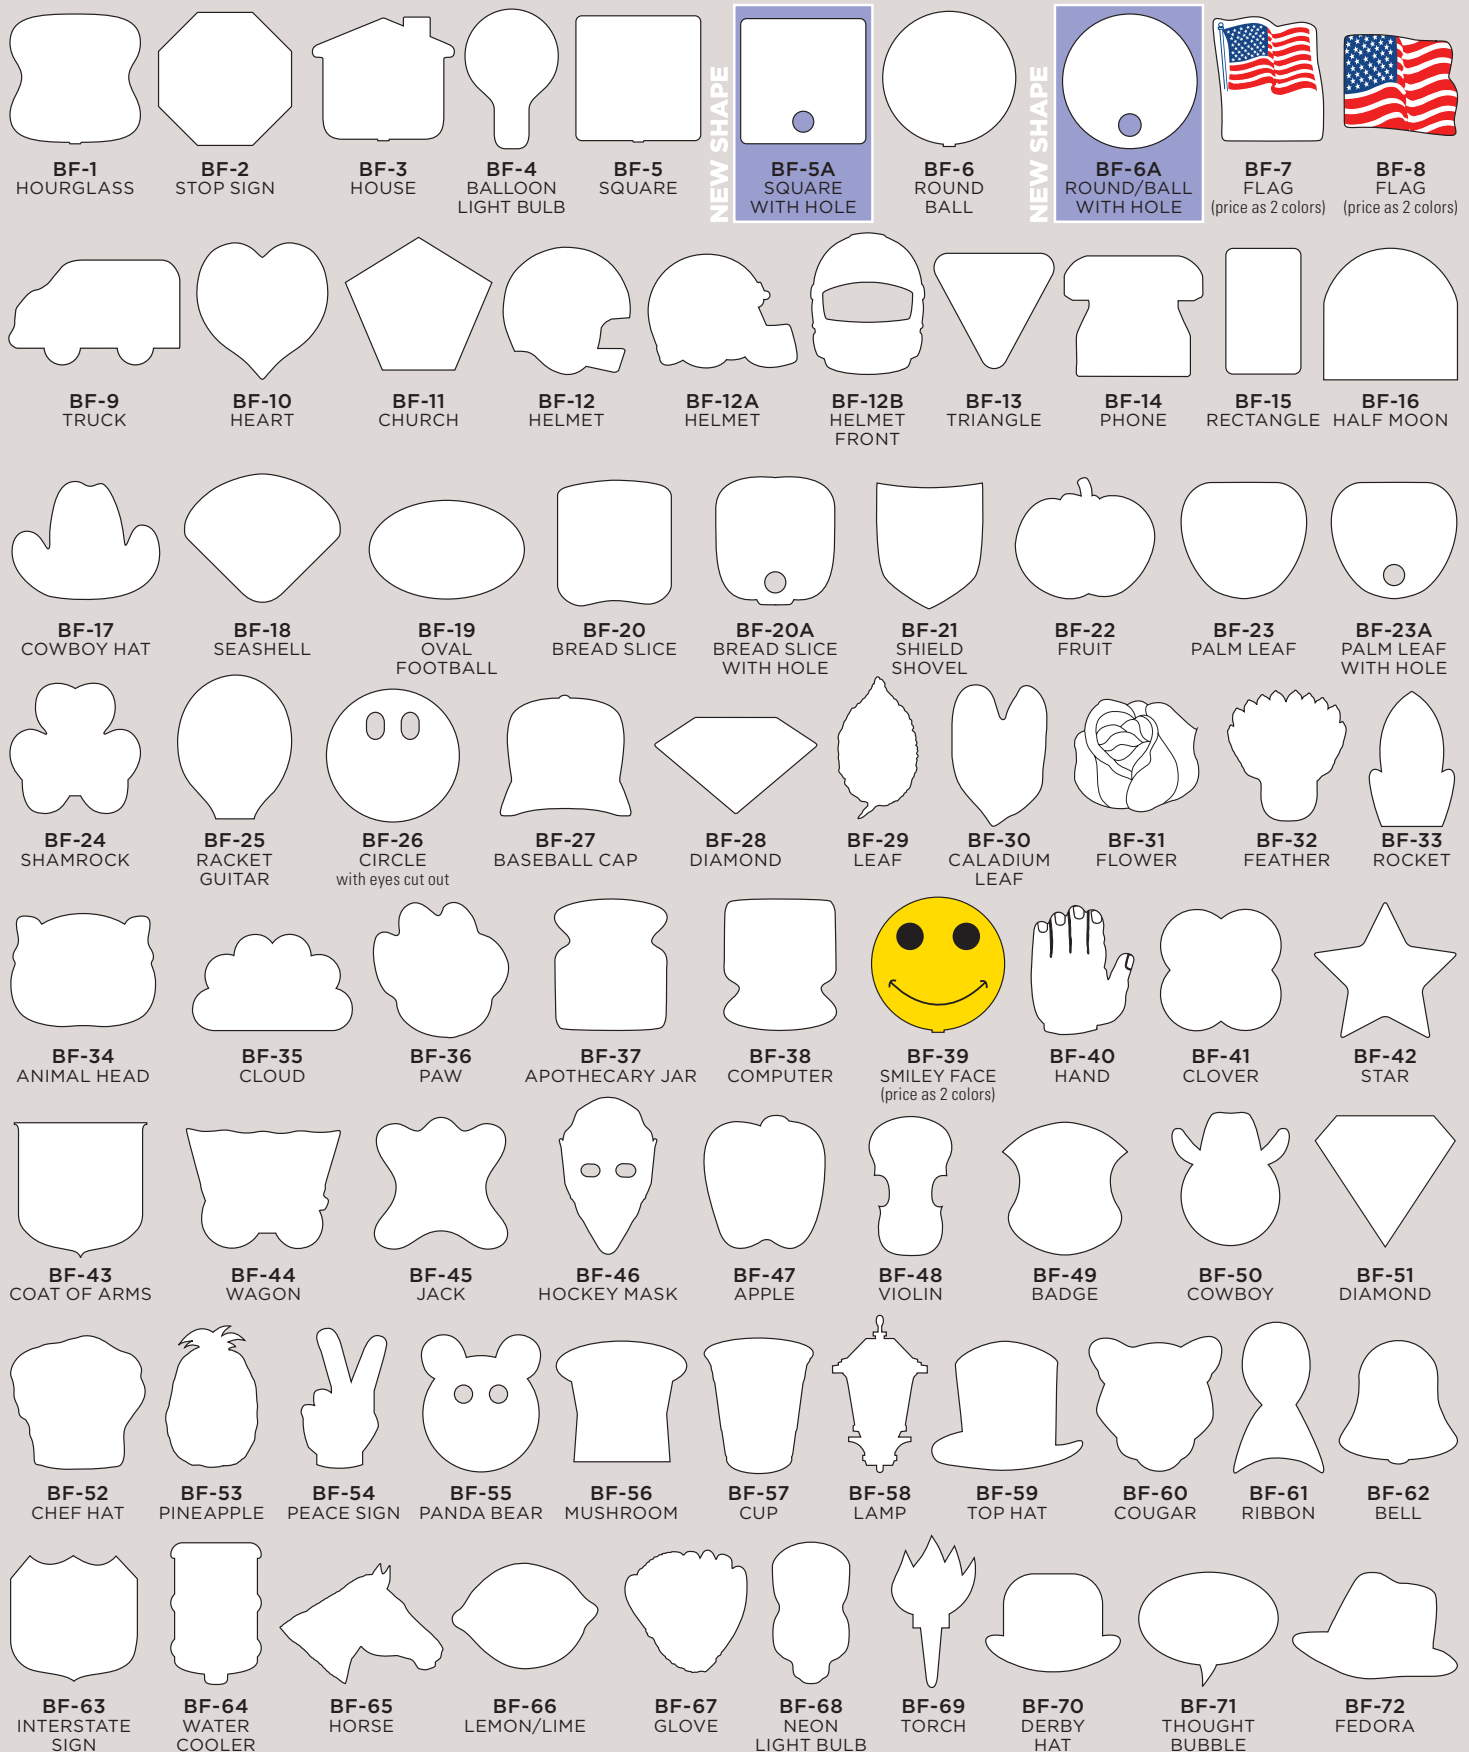 NEW SHAPE
NEW SHAPE
BF-1
HOURGLASS
BF-2
STOP SIGN
BF-3
HOUSE
BF-4
BALLOON
LIGHT BULB
BF-5
SQUARE
BF-5A
SQUARE
WITH HOLE
BF-6
ROUND
BALL
BF-6A
ROUND/BALL
WITH HOLE
BF-7
FLAG
(price as 2 colors)
BF-8
FLAG
(price as 2 colors)
BF-9
TRUCK
BF-10
HEART
BF-11
CHURCH
BF-12
HELMET
BF-12A
HELMET
BF-12B
HELMET
FRONT
BF-13
TRIANGLE
BF-14
PHONE
BF-15
RECTANGLE
BF-16
HALF MOON
BF-17
COWBOY HAT
BF-18
SEASHELL
BF-19
OVAL
FOOTBALL
BF-20
BREAD SLICE
BF-20A
BREAD SLICE
WITH HOLE
BF-21
SHIELD
SHOVEL
BF-22
FRUIT
BF-23
PALM LEAF
BF-23A
PALM LEAF
WITH HOLE
BF-24
SHAMROCK
BF-25
RACKET
GUITAR
BF-26
CIRCLE
with eyes cut out
BF-27
BASEBALL CAP
BF-28
DIAMOND
BF-29
LEAF
BF-30
CALADIUM
LEAF
BF-31
FLOWER
BF-32
FEATHER
BF-33
ROCKET
BF-34
ANIMAL HEAD
BF-35
CLOUD
BF-36
PAW
BF-37
APOTHECARY JAR
BF-38
COMPUTER
BF-39
SMILEY FACE
(price as 2 colors)
BF-40
HAND
BF-41
CLOVER
BF-42
STAR
BF-43
COAT OF ARMS
BF-44
WAGON
BF-45
JACK
BF-46
HOCKEY MASK
BF-47
APPLE
BF-48
VIOLIN
BF-49
BADGE
BF-50
COWBOY
BF-51
DIAMOND
BF-52
CHEF HAT
BF-53
PINEAPPLE
BF-54
PEACE SIGN
BF-55
PANDA BEAR
BF-56
MUSHROOM
BF-57
CUP
BF-58
LAMP
BF-59
TOP HAT
BF-60
COUGAR
BF-61
RIBBON
BF-62
BELL
BF-63
INTERSTATE
SIGN
BF-64
WATER
COOLER
BF-65
HORSE
BF-66
LEMON/LIME
BF-67
GLOVE
BF-68
NEON
LIGHT BULB
BF-69
TORCH
BF-70
DERBY
HAT
BF-71
THOUGHT
BUBBLE
BF-72
FEDORA